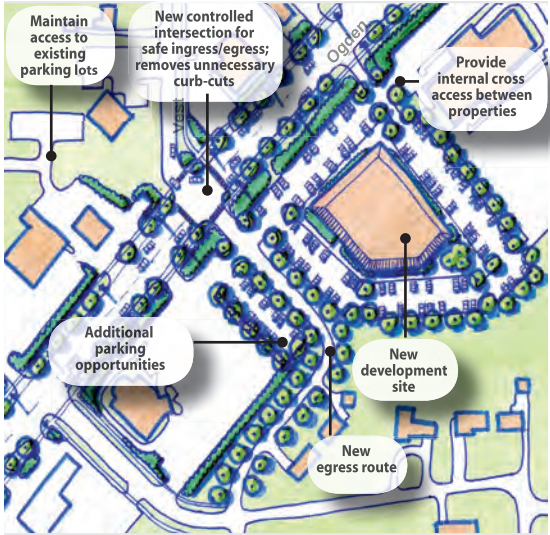 Maintain
access to
existing
parking lots
New controlled
intersection for
safe ingress/egress;
removes unnecessary
curb-cuts
Ogden
Vest
Provide
internal cross
access between
properties
Additional
parking
opportunities
New
development
site
New
egress route